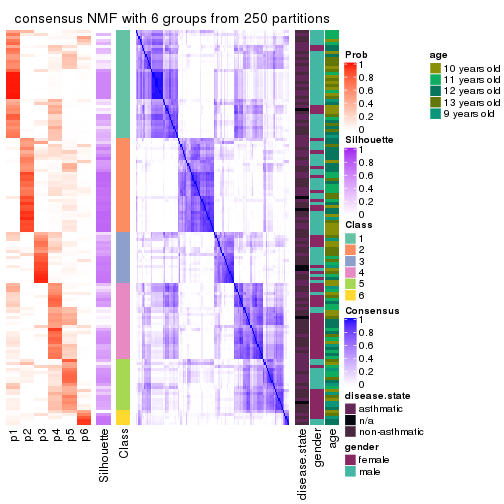 consensus NMF with 6 groups from 250 partitions
Prob
1
0.8
0.6
0.4
0.2
0
Silhouette
1
0.8
0.6
0.4
0.2
0
Class
1
2
3
4
5
6
Consensus
1
0.8
0.6
0.4
0.2
0
disease.state
asthmatic
n/a
non-asthmatic
gender
female
male
age
10 years old
11 years old
12 years old
13 years old
9 years old
p1
p2
p3
p4
p5
p6
Silhouette
Class
disease.state
gender
age